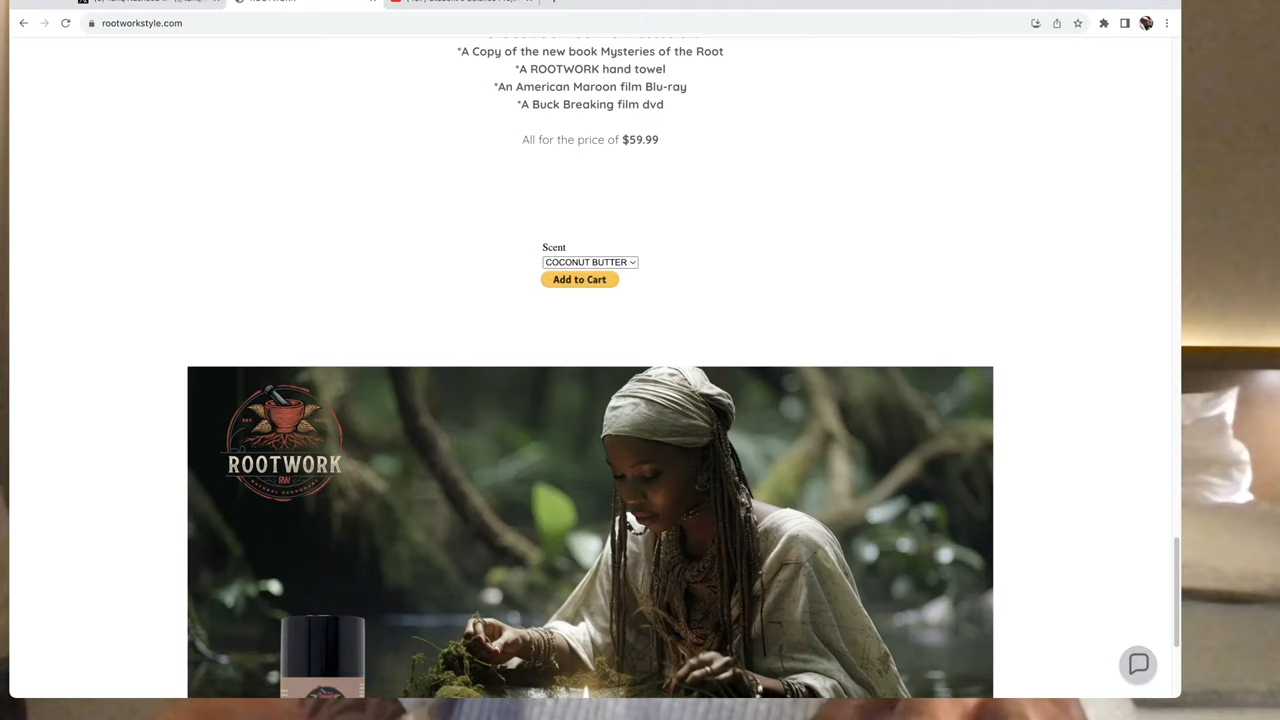 ROOTWORK
rootworkstyle.com
*A Copy of the new book Mysteries of the Root
*A ROOTWORK hand towel
*An American Maroon film Blu-ray
*A Buck Breaking film dvd
All for the price of $59.99
Scent
COCONUT BUTTER
Add to Cart
ROOTWORK
RW